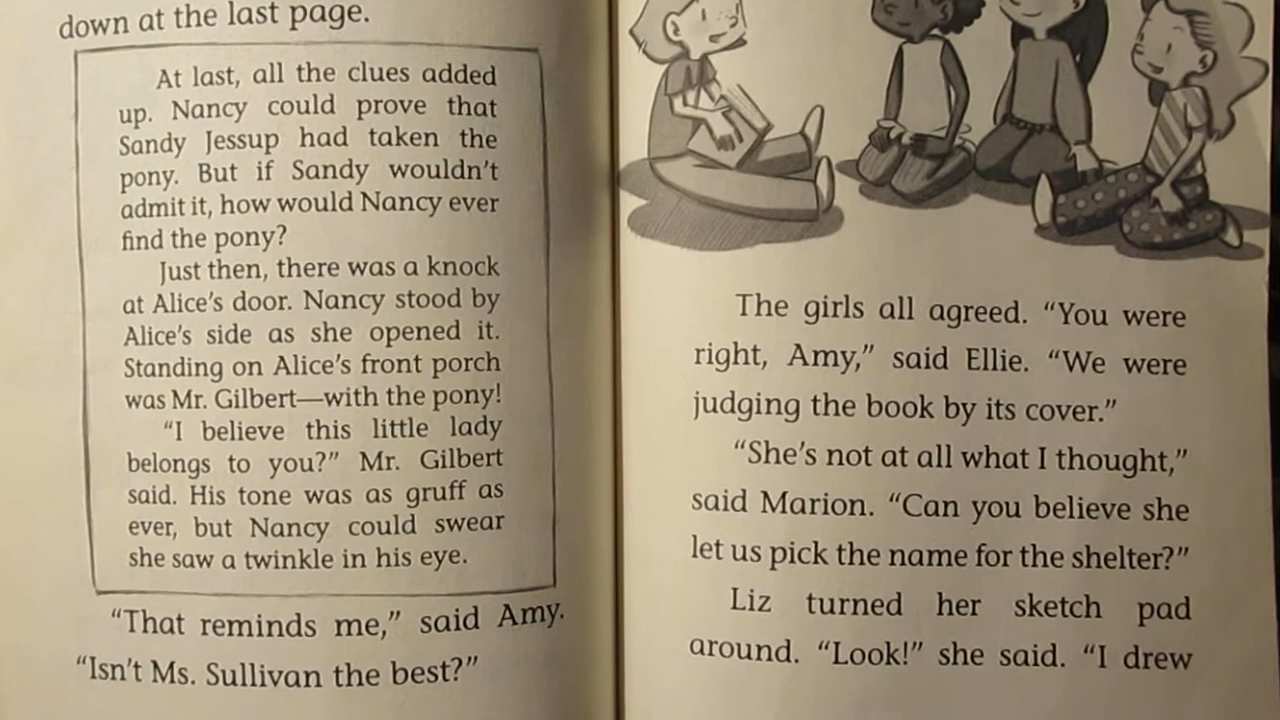 down at the last page.
At last, all the clues added
up. Nancy could prove that
Sandy Jessup had taken the
pony. But if Sandy wouldn't
admit it, how would Nancy ever
find the pony?
Just then, there was a knock
at Alice's door. Nancy stood by
Alice's side as she opened it.
Standing on Alice's front porch
was Mr. Gilbert—with the pony!
"I believe this little lady
belongs to you?" Mr. Gilbert
said. His tone was as gruff as
ever, but Nancy could swear
she saw a twinkle in his eye.
"That reminds me," said Amy.
"Isn't Ms. Sullivan the best?"
The girls all agreed. "You were
right, Amy," said Ellie. "We were
judging the book by its cover."
"She's not at all what I thought,"
said Marion. "Can you believe she
let us pick the name for the shelter?"
Liz turned her sketch pad
around. "Look!" she said. "I drew